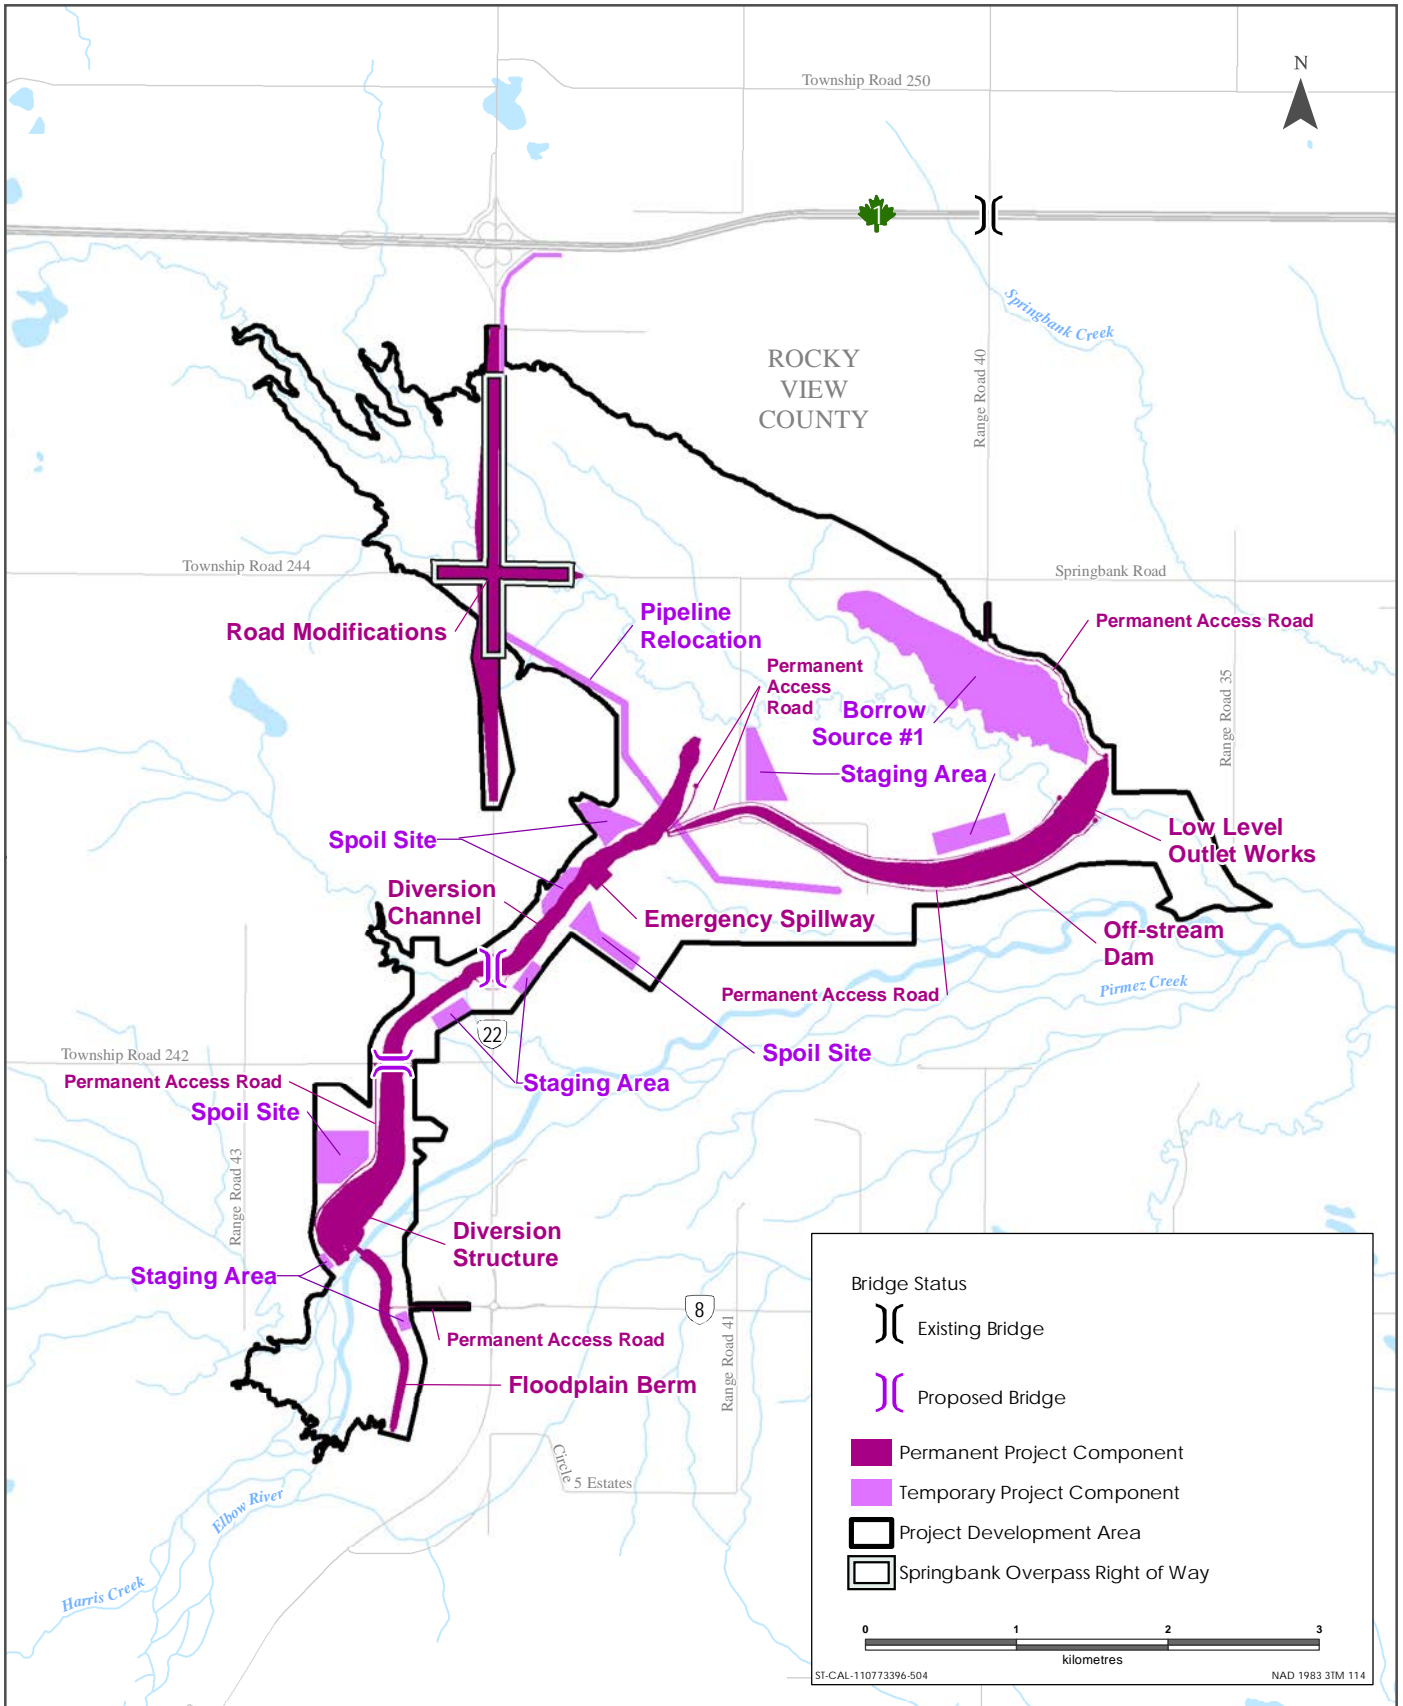 Township Road 250
N
1
Springbank Creek
ROCKY
VIEW
COUNTY
Range Road 40
Township Road 244
Springbank Road
Road Modifications
Pipeline
Relocation
Permanent Access Road
Permanent
Access
Road
Borrow
Source #1
Range Road 35
Staging Area
Spoil Site
Low Level
Outlet Works
Diversion
Channel
Emergency Spillway
Off-stream
Dam
Permanent Access Road
Pirmez Creek
22
Township Road 242
Spoil Site
Permanent Access Road
Staging Area
Spoil Site
Range Road 43
Diversion
Structure
Staging Area
8
Permanent Access Road
Range Road 41
Floodplain Berm
Circle 5 Estates
Elbow River
Harris Creek
Bridge Status
Existing Bridge
Proposed Bridge
Permanent Project Component
Temporary Project Component
Project Development Area
Springbank Overpass Right of Way
0 1 2 3
kilometres
ST-CAL-110773396-504
NAD 1983 3TM 114